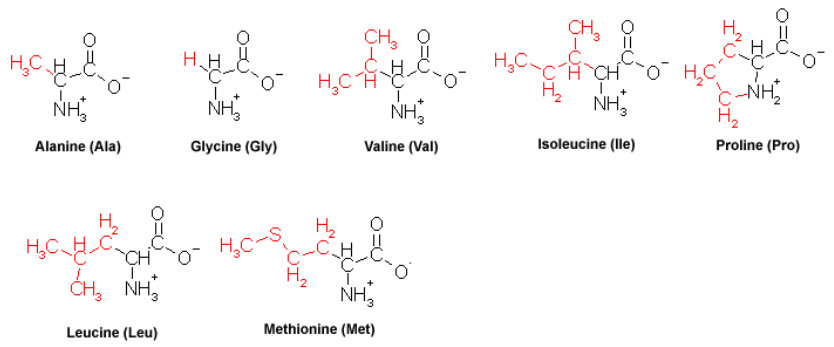 Alanine (Ala)
Glycine (Gly)
Valine (Val)
Isoleucine (Ile)
Proline (Pro)
Leucine (Leu)
Methionine (Met)